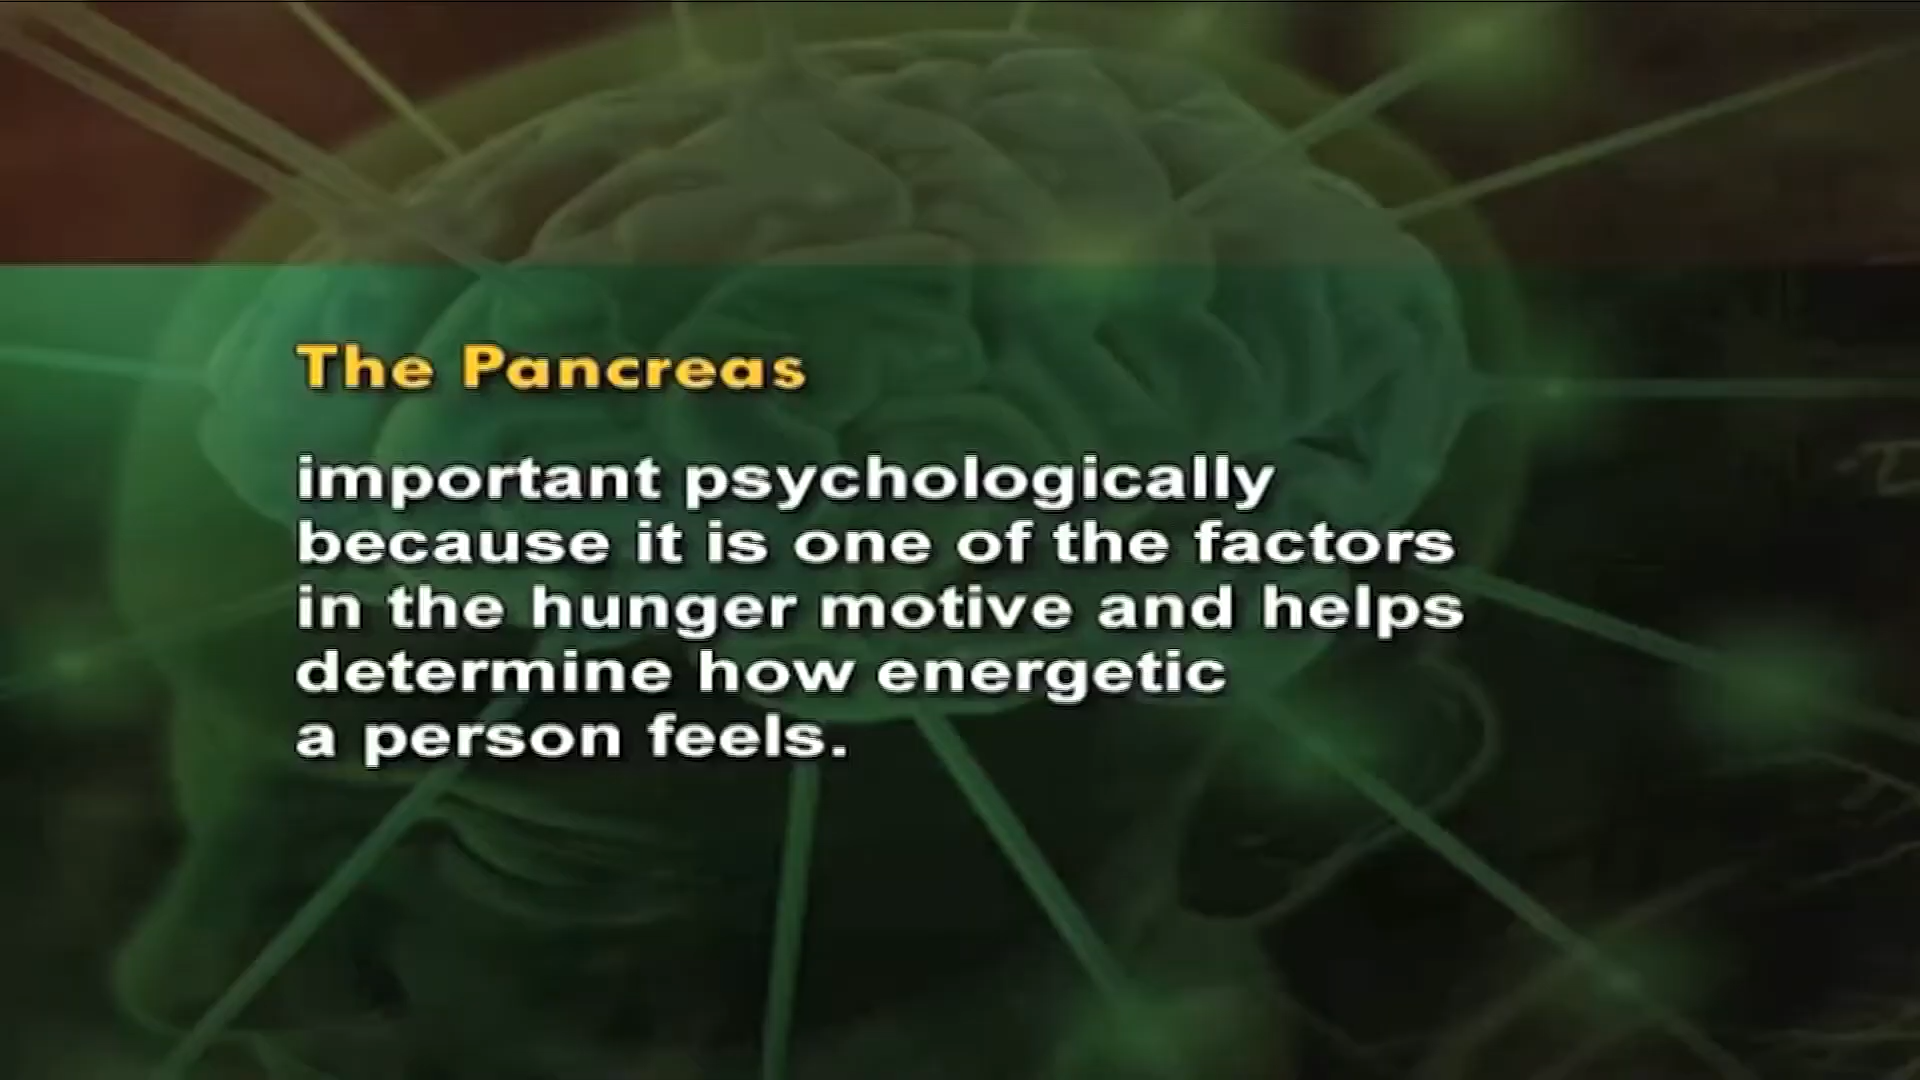 The Pancreas
important psychologically
because it is one of the factors
in the hunger motive and helps
determine how energetic
a person feels.